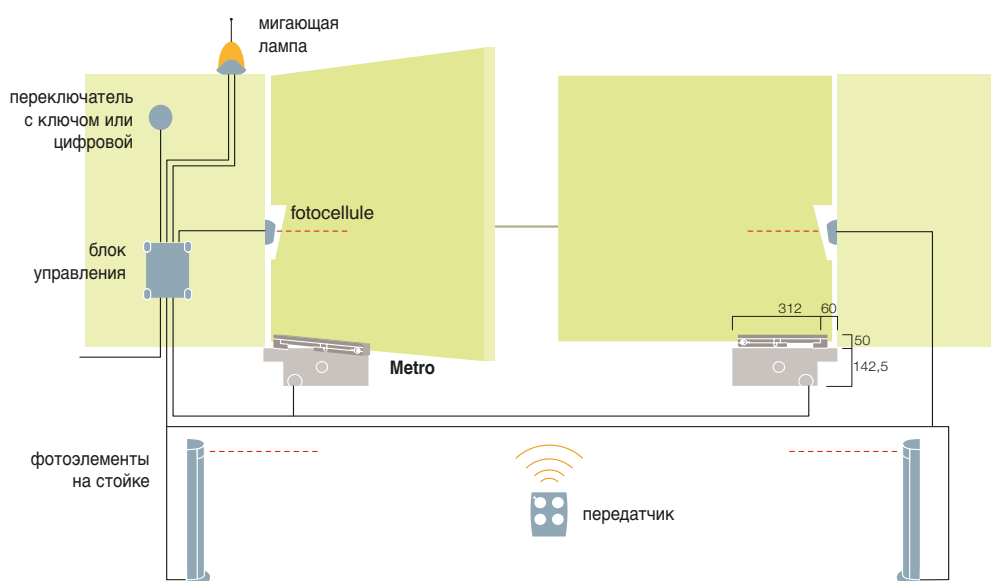 мигающая
лампа
переключатель
с ключом или
цифровой
fotocellule
блок
управления
312
60
50
142,5
Metro
фотоэлементы
на стойке
передатчик